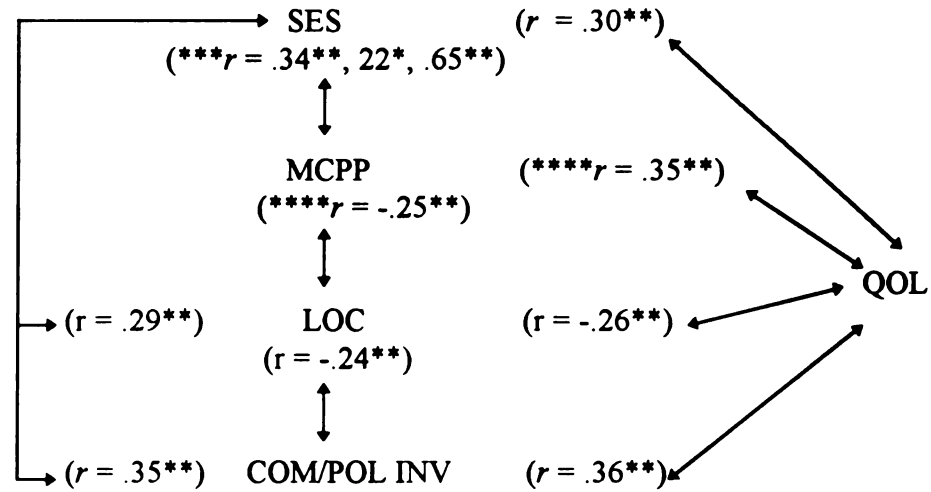 SES (r = .30**)
(***r = .34**, 22*, .65**)
MCPP (****r = .35**)
(****r = -.25**)
QOL
(r = .29**) LOC (r = -.26**)
(r = -.24**)
(r = .35**) COM/POL INV (r = .36**)